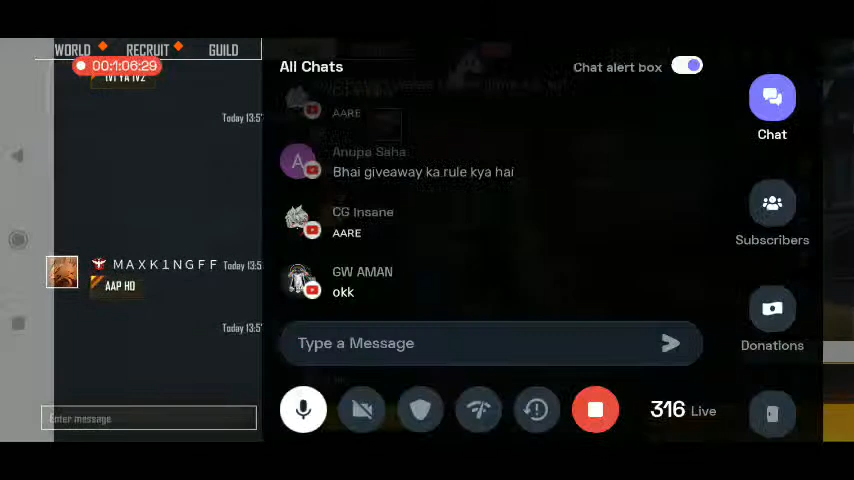 WORLD
RECRUIT
GUILD
00:1:06:29
Today 13:5
M A X K 1 N G F F
Today 13:5
AAP HO
Today 13:5
Enter message
All Chats
Chat alert box
AARE
Anupa Saha
A
Bhai giveaway ka rule kya hai
CG Insane
AARE
GW AMAN
okk
Type a Message
316 Live
Chat
Subscribers
Donations